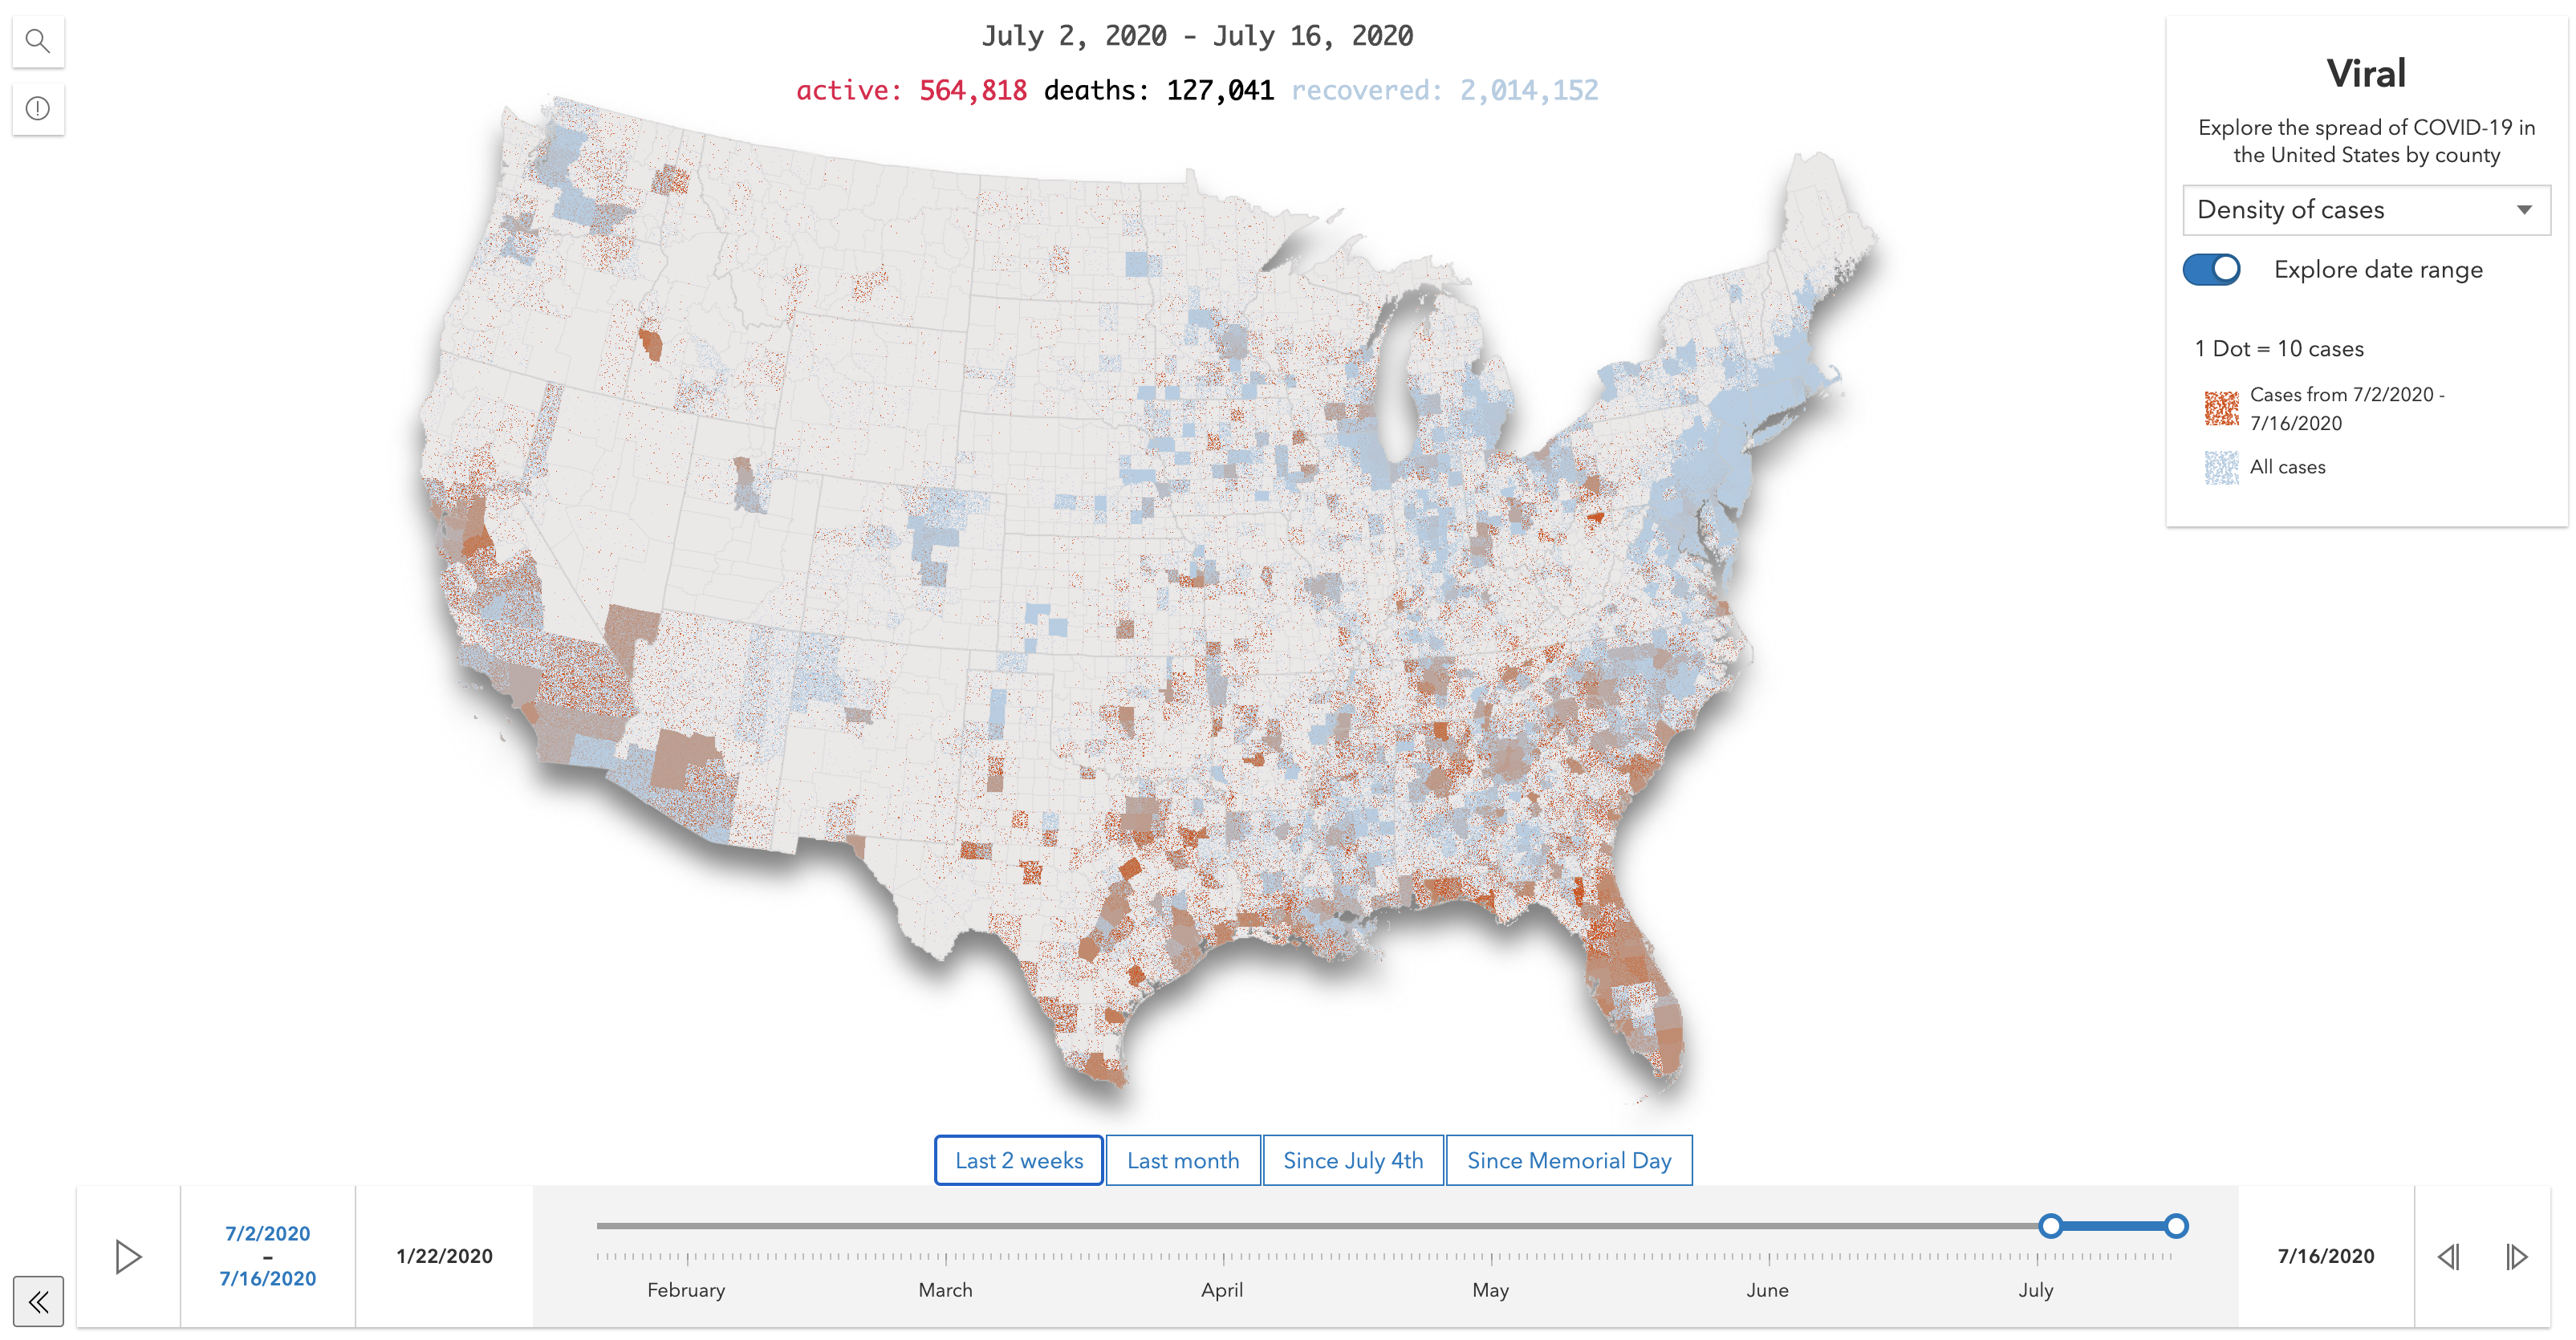 July 2, 2020 - July 16, 2020
active: 564,818 deaths: 127,041 recovered: 2,014,152
Viral
Explore the spread of COVID-19 in
the United States by county
Density of cases
Explore date range
1 Dot = 10 cases
Cases from 7/2/2020 -
7/16/2020
All cases
Last 2 weeks
Last month
Since July 4th
Since Memorial Day
7/2/2020
–
7/16/2020
1/22/2020
February
March
April
May
June
July
7/16/2020